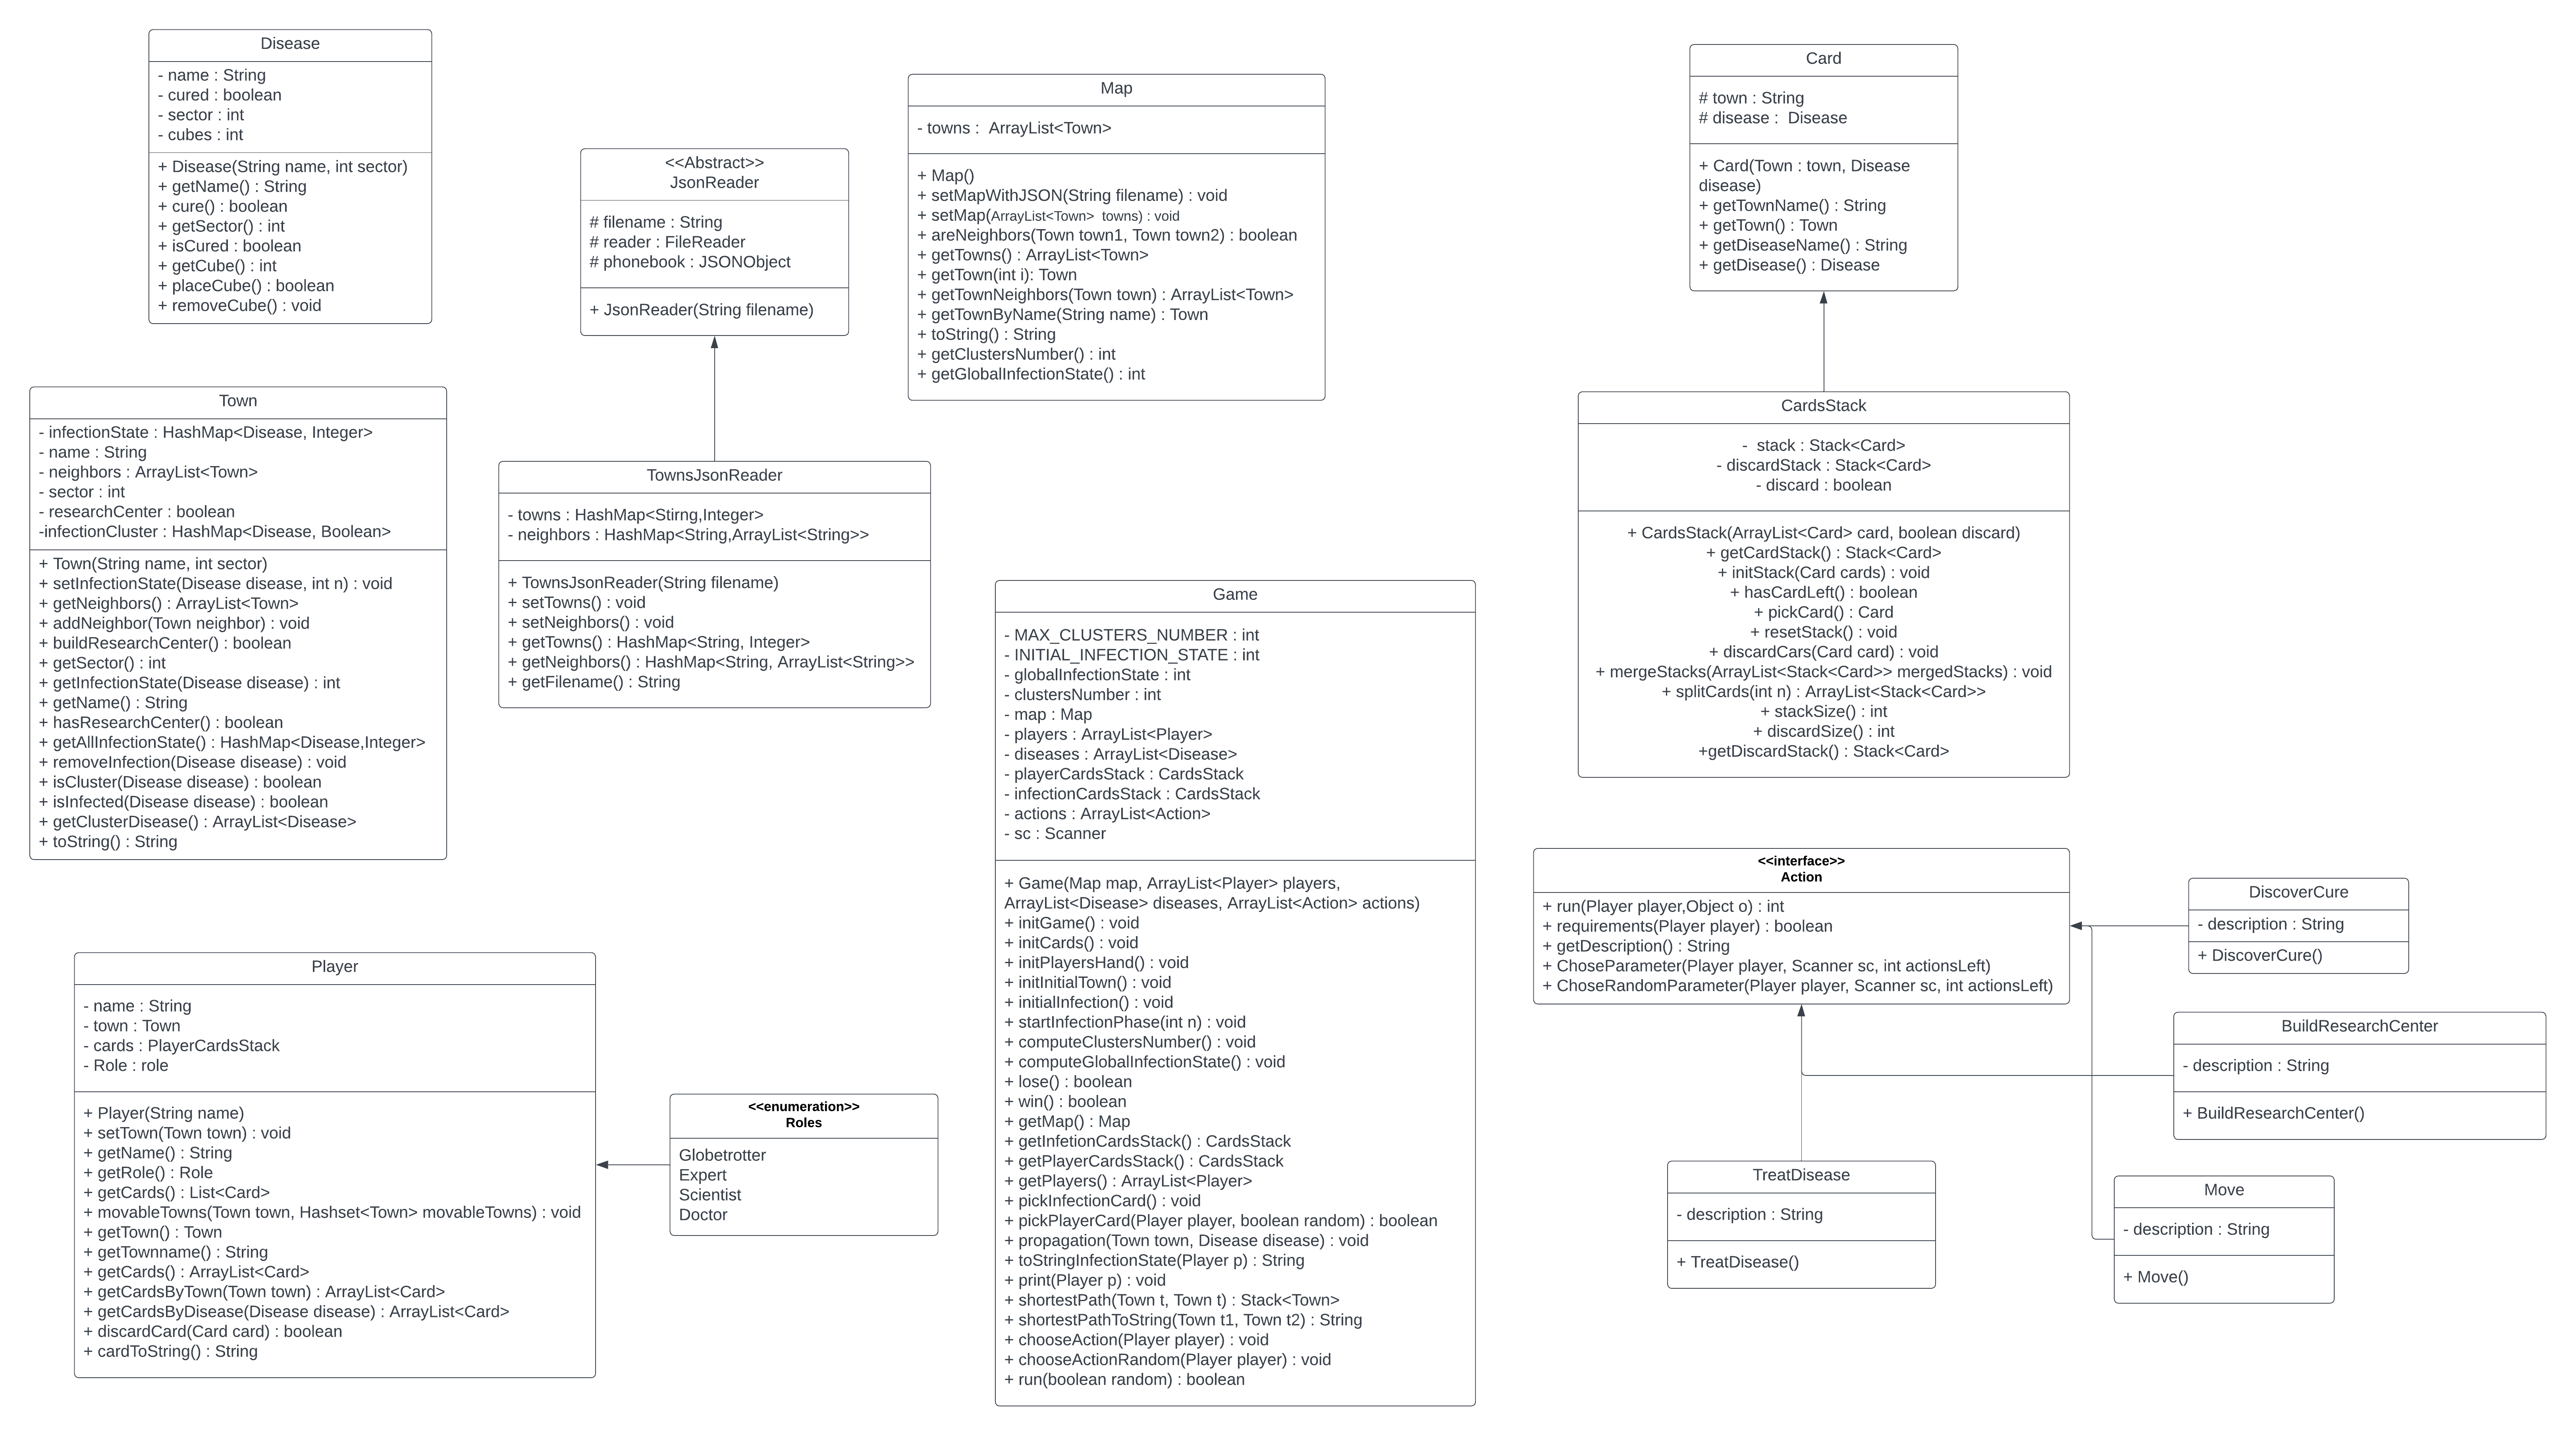 Disease
- name : String
- cured : boolean
- sector : int
- cubes : int
+ Disease(String name, int sector)
+ getName() : String
+ cure() : boolean
+ getSector() : int
+ isCured : boolean
+ getCube() : int
+ placeCube() : boolean
+ removeCube() : void
<<Abstract>>
JsonReader
# filename : String
# reader : FileReader
# phonebook : JSONObject
+ JsonReader(String filename)
Map
- towns :  ArrayList<Town>
+ Map()
+ setMapWithJSON(String filename) : void
+ setMap(ArrayList<Town>  towns) : void
+ areNeighbors(Town town1, Town town2) : boolean
+ getTowns() : ArrayList<Town>
+ getTown(int i): Town
+ getTownNeighbors(Town town) : ArrayList<Town>
+ getTownByName(String name) : Town
+ toString() : String
+ getClustersNumber() : int
+ getGlobalInfectionState() : int
Card
# town : String
# disease :  Disease
+ Card(Town : town, Disease
disease)
+ getTownName() : String
+ getTown() : Town
+ getDiseaseName() : String
+ getDisease() : Disease
Town
- infectionState : HashMap<Disease, Integer>
- name : String
- neighbors : ArrayList<Town>
- sector : int
- researchCenter : boolean
-infectionCluster : HashMap<Disease, Boolean>
+ Town(String name, int sector)
+ setInfectionState(Disease disease, int n) : void
+ getNeighbors() : ArrayList<Town>
+ addNeighbor(Town neighbor) : void
+ buildResearchCenter() : boolean
+ getSector() : int
+ getInfectionState(Disease disease) : int
+ getName() : String
+ hasResearchCenter() : boolean
+ getAllInfectionState() : HashMap<Disease,Integer>
+ removeInfection(Disease disease) : void
+ isCluster(Disease disease) : boolean
+ isInfected(Disease disease) : boolean
+ getClusterDisease() : ArrayList<Disease>
+ toString() : String
TownsJsonReader
- towns : HashMap<Stirng,Integer>
- neighbors : HashMap<String,ArrayList<String>>
+ TownsJsonReader(String filename)
+ setTowns() : void
+ setNeighbors() : void
+ getTowns() : HashMap<String, Integer>
+ getNeighbors() : HashMap<String, ArrayList<String>>
+ getFilename() : String
CardsStack
-  stack : Stack<Card>
- discardStack : Stack<Card>
- discard : boolean
+ CardsStack(ArrayList<Card> card, boolean discard)
+ getCardStack() : Stack<Card>
+ initStack(Card cards) : void
+ hasCardLeft() : boolean
+ pickCard() : Card
+ resetStack() : void
+ discardCars(Card card) : void
+ mergeStacks(ArrayList<Stack<Card>> mergedStacks) : void
+ splitCards(int n) : ArrayList<Stack<Card>>
+ stackSize() : int
+ discardSize() : int
+getDiscardStack() : Stack<Card>
Game
- MAX_CLUSTERS_NUMBER : int
- INITIAL_INFECTION_STATE : int
- globalInfectionState : int
- clustersNumber : int
- map : Map
- players : ArrayList<Player>
- diseases : ArrayList<Disease>
- playerCardsStack : CardsStack
- infectionCardsStack : CardsStack
- actions : ArrayList<Action>
- sc : Scanner
+ Game(Map map, ArrayList<Player> players,
ArrayList<Disease> diseases, ArrayList<Action> actions)
+ initGame() : void
+ initCards() : void
+ initPlayersHand() : void
+ initInitialTown() : void
+ initialInfection() : void
+ startInfectionPhase(int n) : void
+ computeClustersNumber() : void
+ computeGlobalInfectionState() : void
+ lose() : boolean
+ win() : boolean
+ getMap() : Map
+ getInfetionCardsStack() : CardsStack
+ getPlayerCardsStack() : CardsStack
+ getPlayers() : ArrayList<Player>
+ pickInfectionCard() : void
+ pickPlayerCard(Player player, boolean random) : boolean
+ propagation(Town town, Disease disease) : void
+ toStringInfectionState(Player p) : String
+ print(Player p) : void
+ shortestPath(Town t, Town t) : Stack<Town>
+ shortestPathToString(Town t1, Town t2) : String
+ chooseAction(Player player) : void
+ chooseActionRandom(Player player) : void
+ run(boolean random) : boolean
<<interface>>
Action
+ run(Player player,Object o) : int
+ requirements(Player player) : boolean
+ getDescription() : String
+ ChoseParameter(Player player, Scanner sc, int actionsLeft)
+ ChoseRandomParameter(Player player, Scanner sc, int actionsLeft)
DiscoverCure
- description : String
+ DiscoverCure()
BuildResearchCenter
- description : String
+ BuildResearchCenter()
Player
- name : String
- town : Town
- cards : PlayerCardsStack
- Role : role
+ Player(String name)
+ setTown(Town town) : void
+ getName() : String
+ getRole() : Role
+ getCards() : List<Card>
+ movableTowns(Town town, Hashset<Town> movableTowns) : void
+ getTown() : Town
+ getTownname() : String
+ getCards() : ArrayList<Card>
+ getCardsByTown(Town town) : ArrayList<Card>
+ getCardsByDisease(Disease disease) : ArrayList<Card>
+ discardCard(Card card) : boolean
+ cardToString() : String
<<enumeration>>
Roles
Globetrotter
Expert
Scientist
Doctor
TreatDisease
- description : String
+ TreatDisease()
Move
- description : String
+ Move()